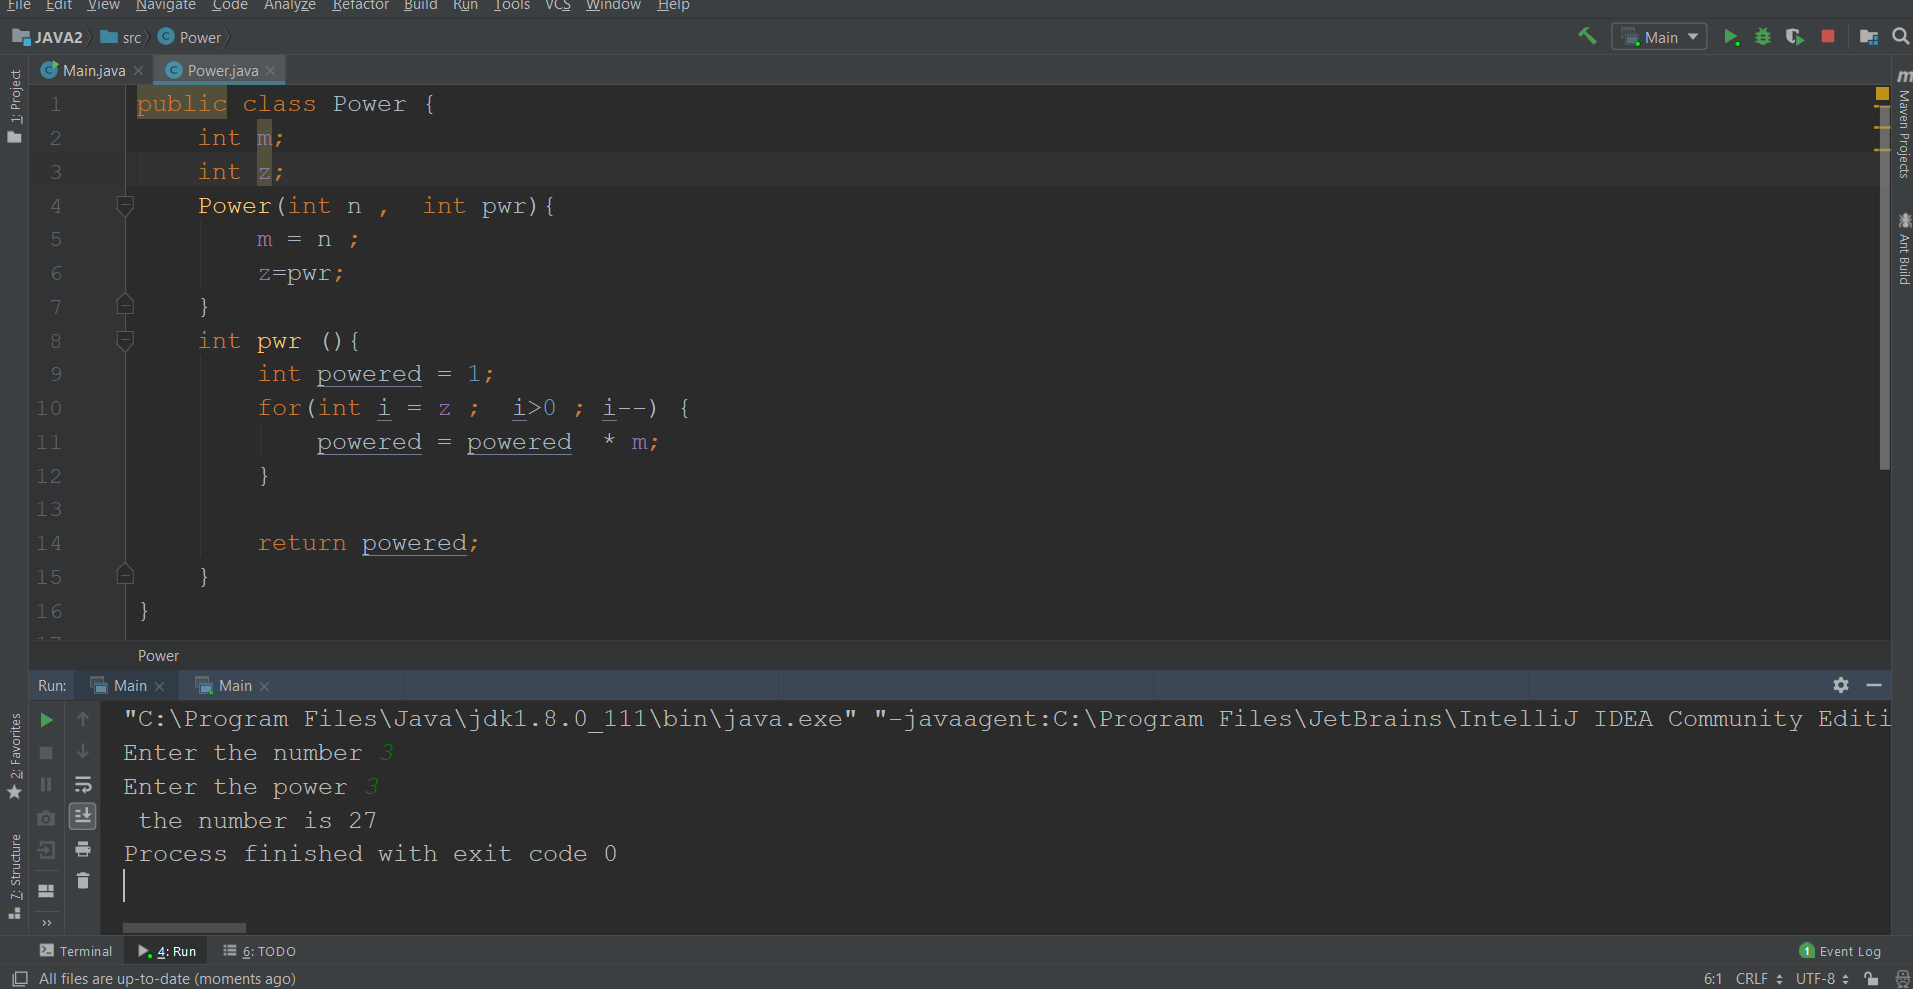 File Edit View Navigate Code Analyze Refactor Build Run Tools VCS Window Help
JAVA2 src Power Main
Main.java Power.java
1: Project
Maven Projects
Ant Build
1 public class Power {
2 int m;
3 int z;
4 Power(int n ,  int pwr){
5 m = n ;
6 z=pwr;
7 }
8 int pwr (){
9 int powered = 1;
10 for(int i = z ;  i>0 ; i--) {
11 powered = powered  * m;
12 }
13
14 return powered;
15 }
16 }
17
Power
Run: Main Main
2: Favorites
7: Structure
"C:\Program Files\Java\jdk1.8.0_111\bin\java.exe" "-javaagent:C:\Program Files\JetBrains\IntelliJ IDEA Community Editi
Enter the number 3
Enter the power 3
the number is 27
Process finished with exit code 0
Terminal 4: Run 6: TODO 1 Event Log
All files are up-to-date (moments ago) 6:1 CRLF UTF-8